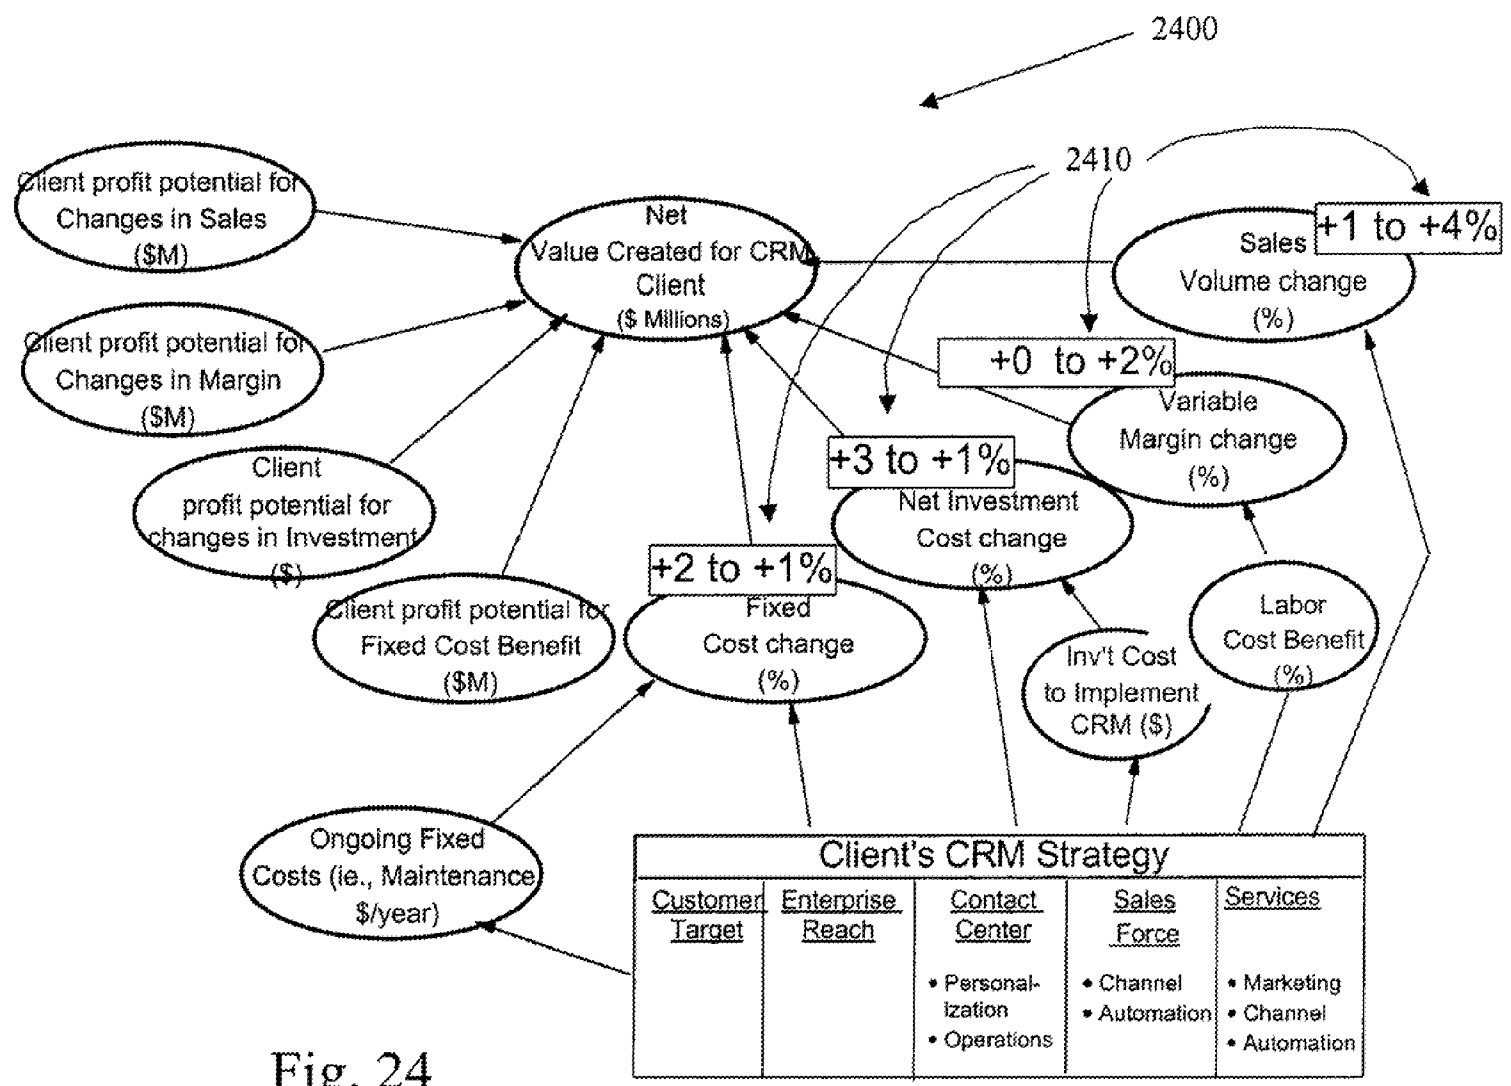 2400
2410
+1 to +4%
Client profit potential for
Changes in Sales
($M)
Net
Value Created for CRM
Client
($ Millions)
Sales
Volume change
(%)
Client profit potential for
Changes in Margin
($M)
+0 to +2%
Variable
Margin change
(%)
+3 to +1%
Net Investment
Cost change
(%)
Client
profit potential for
changes in Investment
($)
+2 to +1%
Fixed
Cost change
(%)
Client profit potential for
Fixed Cost Benefit
($M)
Labor
Cost Benefit
(%)
Inv't Cost
to Implement
CRM ($)
Ongoing Fixed
Costs (ie., Maintenance
$/year)
Client's CRM Strategy
Customer
Target
Enterprise
Reach
Contact
Center
• Personal-
ization
• Operations
Sales
Force
• Channel
• Automation
Services
• Marketing
• Channel
• Automation
Fig. 24